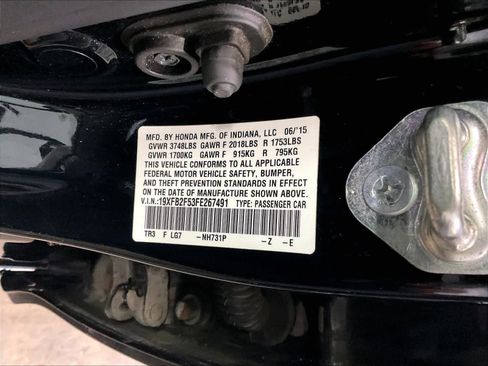 MFD. BY HONDA MFG. OF INDIANA, LLC 06/'15
GVWR 3748LBS GAWR F 2018LBS R 1753LBS
GVWR 1700KG GAWR F 915KG R 795KG
THIS VEHICLE CONFORMS TO ALL APPLICABLE
FEDERAL MOTOR VEHICLE SAFETY, BUMPER,
AND THEFT PREVENTION STANDARDS IN EFFECT
ON THE DATE OF MANUFACTURE SHOWN ABOVE.
V.I.N.: 19XFB2F53FE267491 TYPE: PASSENGER CAR
TR3 F LG7 -NH731P -Z -E